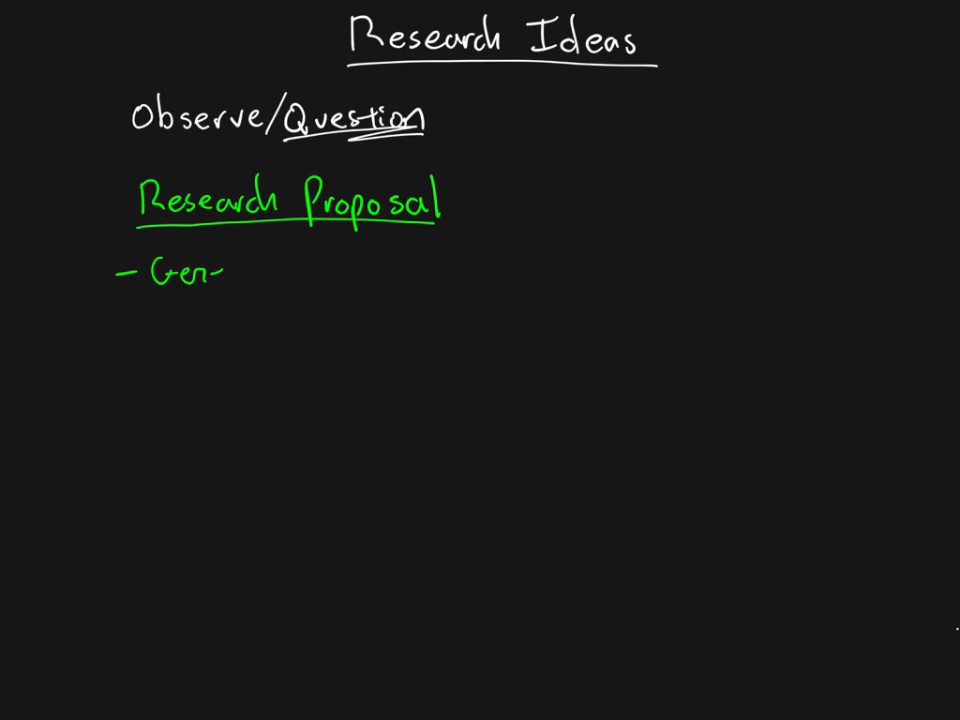 Research Ideas
Observe/Question
Research Proposal
- Gen